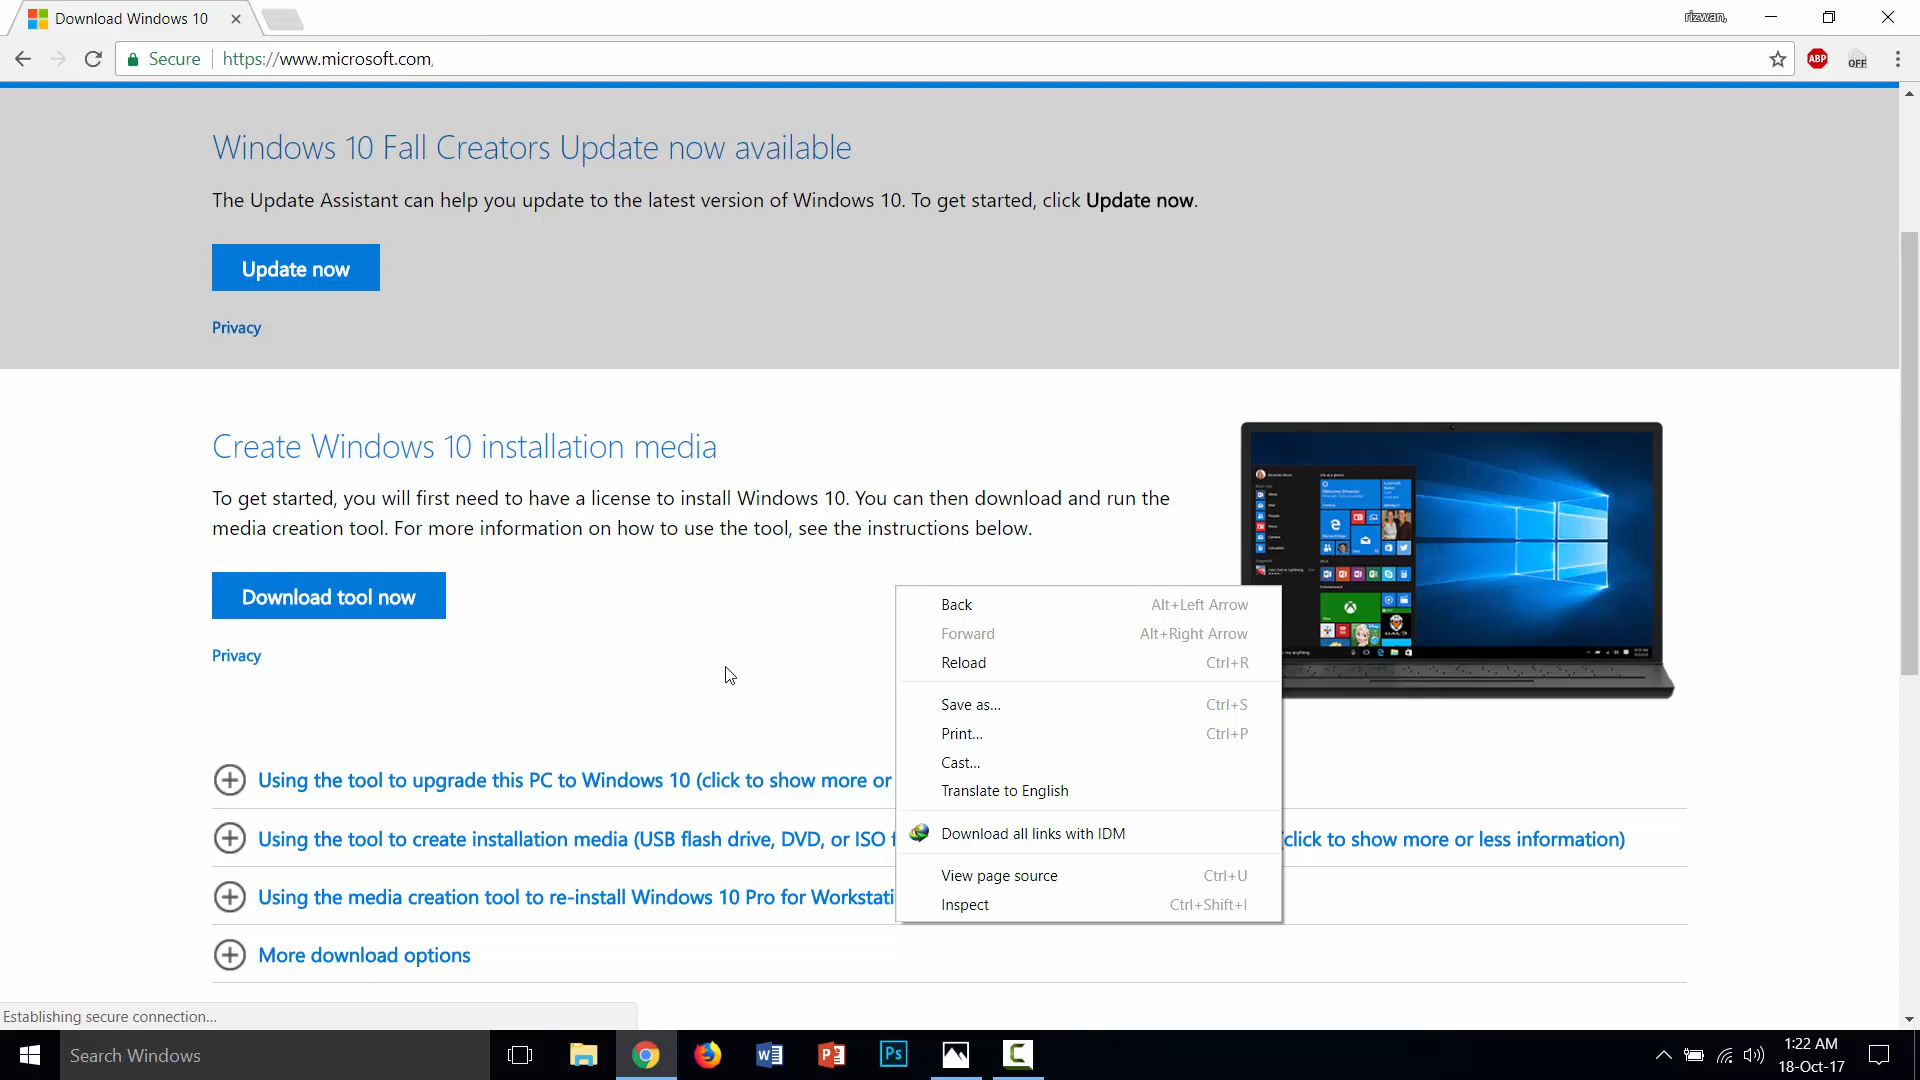 Download Windows 10
rizwan,
Secure
https://www.microsoft.com,
ABP
OFF
Windows 10 Fall Creators Update now available
The Update Assistant can help you update to the latest version of Windows 10. To get started, click Update now.
Update now
Privacy
Create Windows 10 installation media
To get started, you will first need to have a license to install Windows 10. You can then download and run the
media creation tool. For more information on how to use the tool, see the instructions below.
Download tool now
Privacy
Back Alt+Left Arrow
Forward Alt+Right Arrow
Reload Ctrl+R
Save as... Ctrl+S
Print... Ctrl+P
Cast...
Translate to English
Download all links with IDM
View page source Ctrl+U
Inspect Ctrl+Shift+I
Using the tool to upgrade this PC to Windows 10 (click to show more or
Using the tool to create installation media (USB flash drive, DVD, or ISO f
click to show more or less information)
Using the media creation tool to re-install Windows 10 Pro for Workstati
More download options
Establishing secure connection...
Search Windows
1:22 AM
18-Oct-17